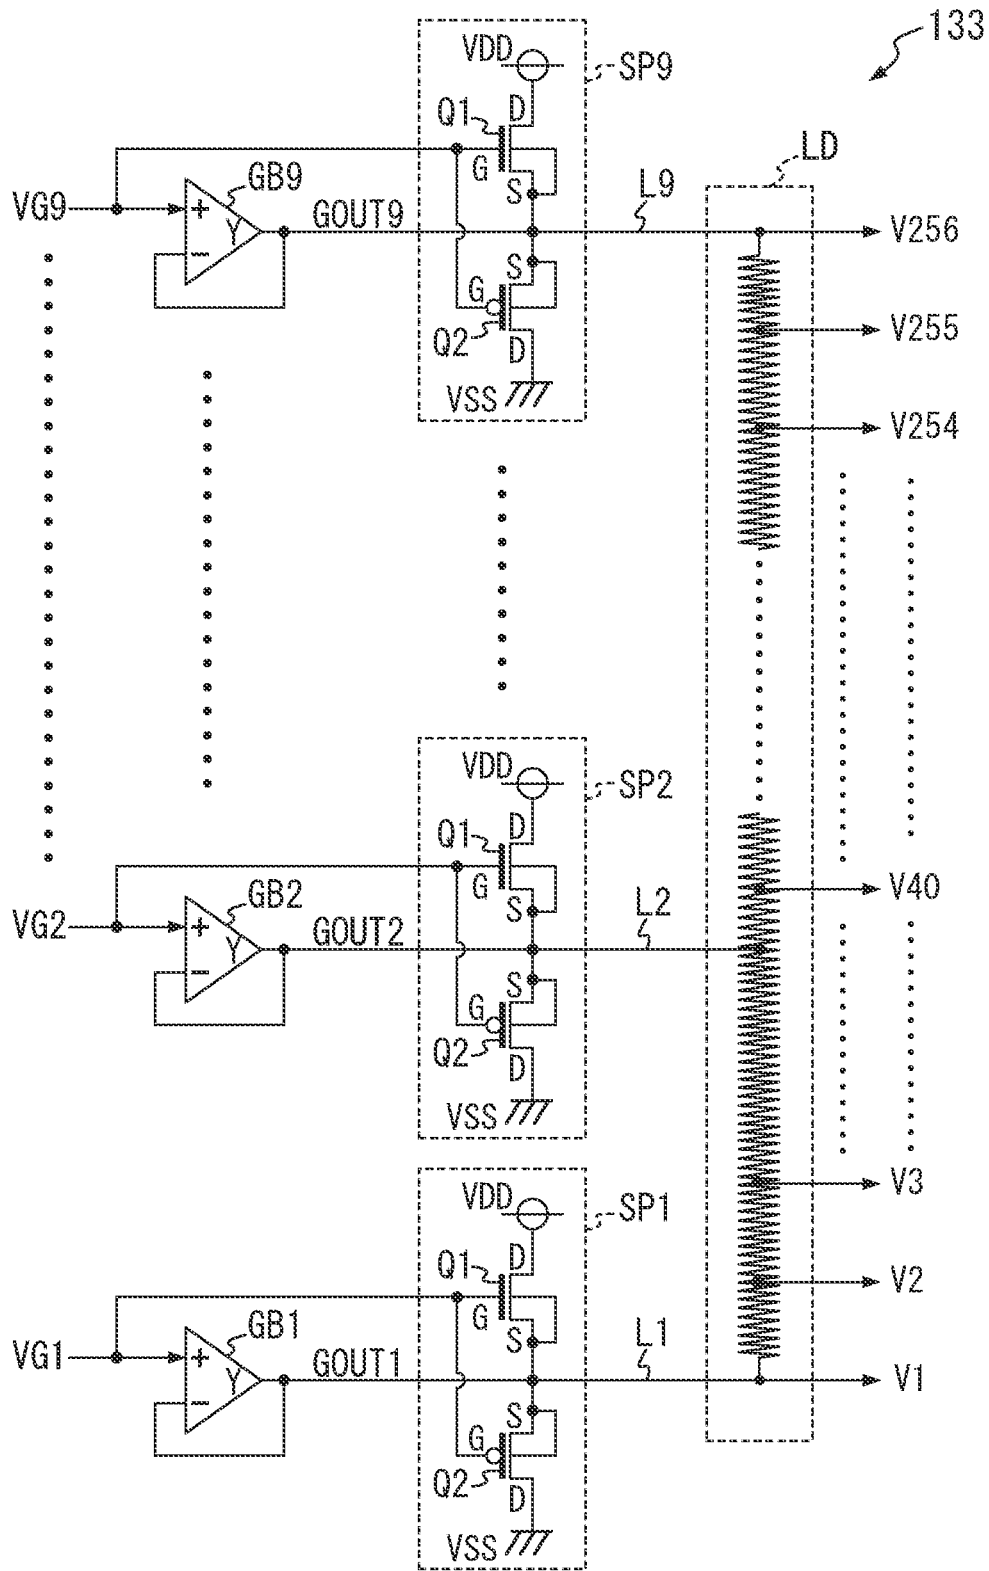 133
VDD
SP9
Q1
D
G
S
LD
VG9
GB9
+
Y
−
GOUT9
L9
V256
S
G
Q2
D
VSS
V255
V254
VDD
SP2
Q1
D
G
S
VG2
GB2
+
Y
−
GOUT2
L2
V40
S
G
Q2
D
VSS
VDD
SP1
Q1
D
G
S
V3
V2
VG1
GB1
+
Y
−
GOUT1
L1
V1
S
G
Q2
D
VSS